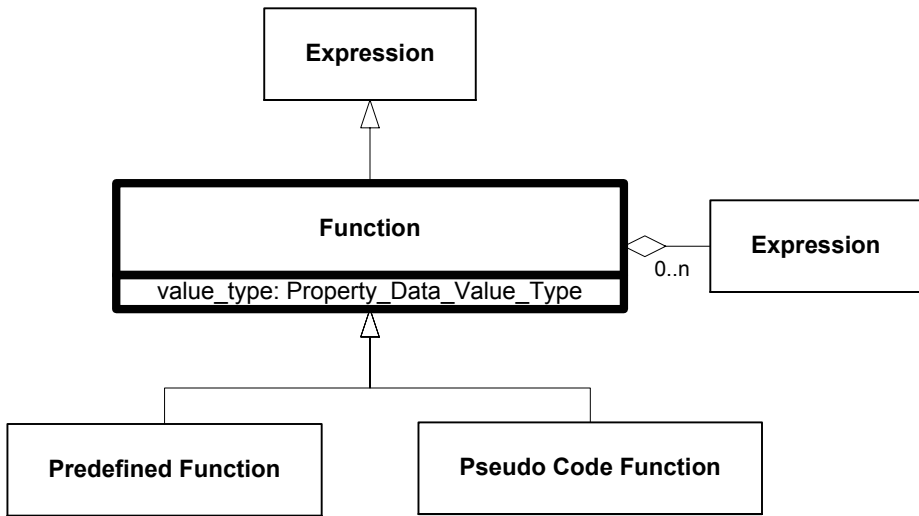 Expression
Function
Expression
0..n
value_type: Property_Data_Value_Type
Predefined Function
Pseudo Code Function